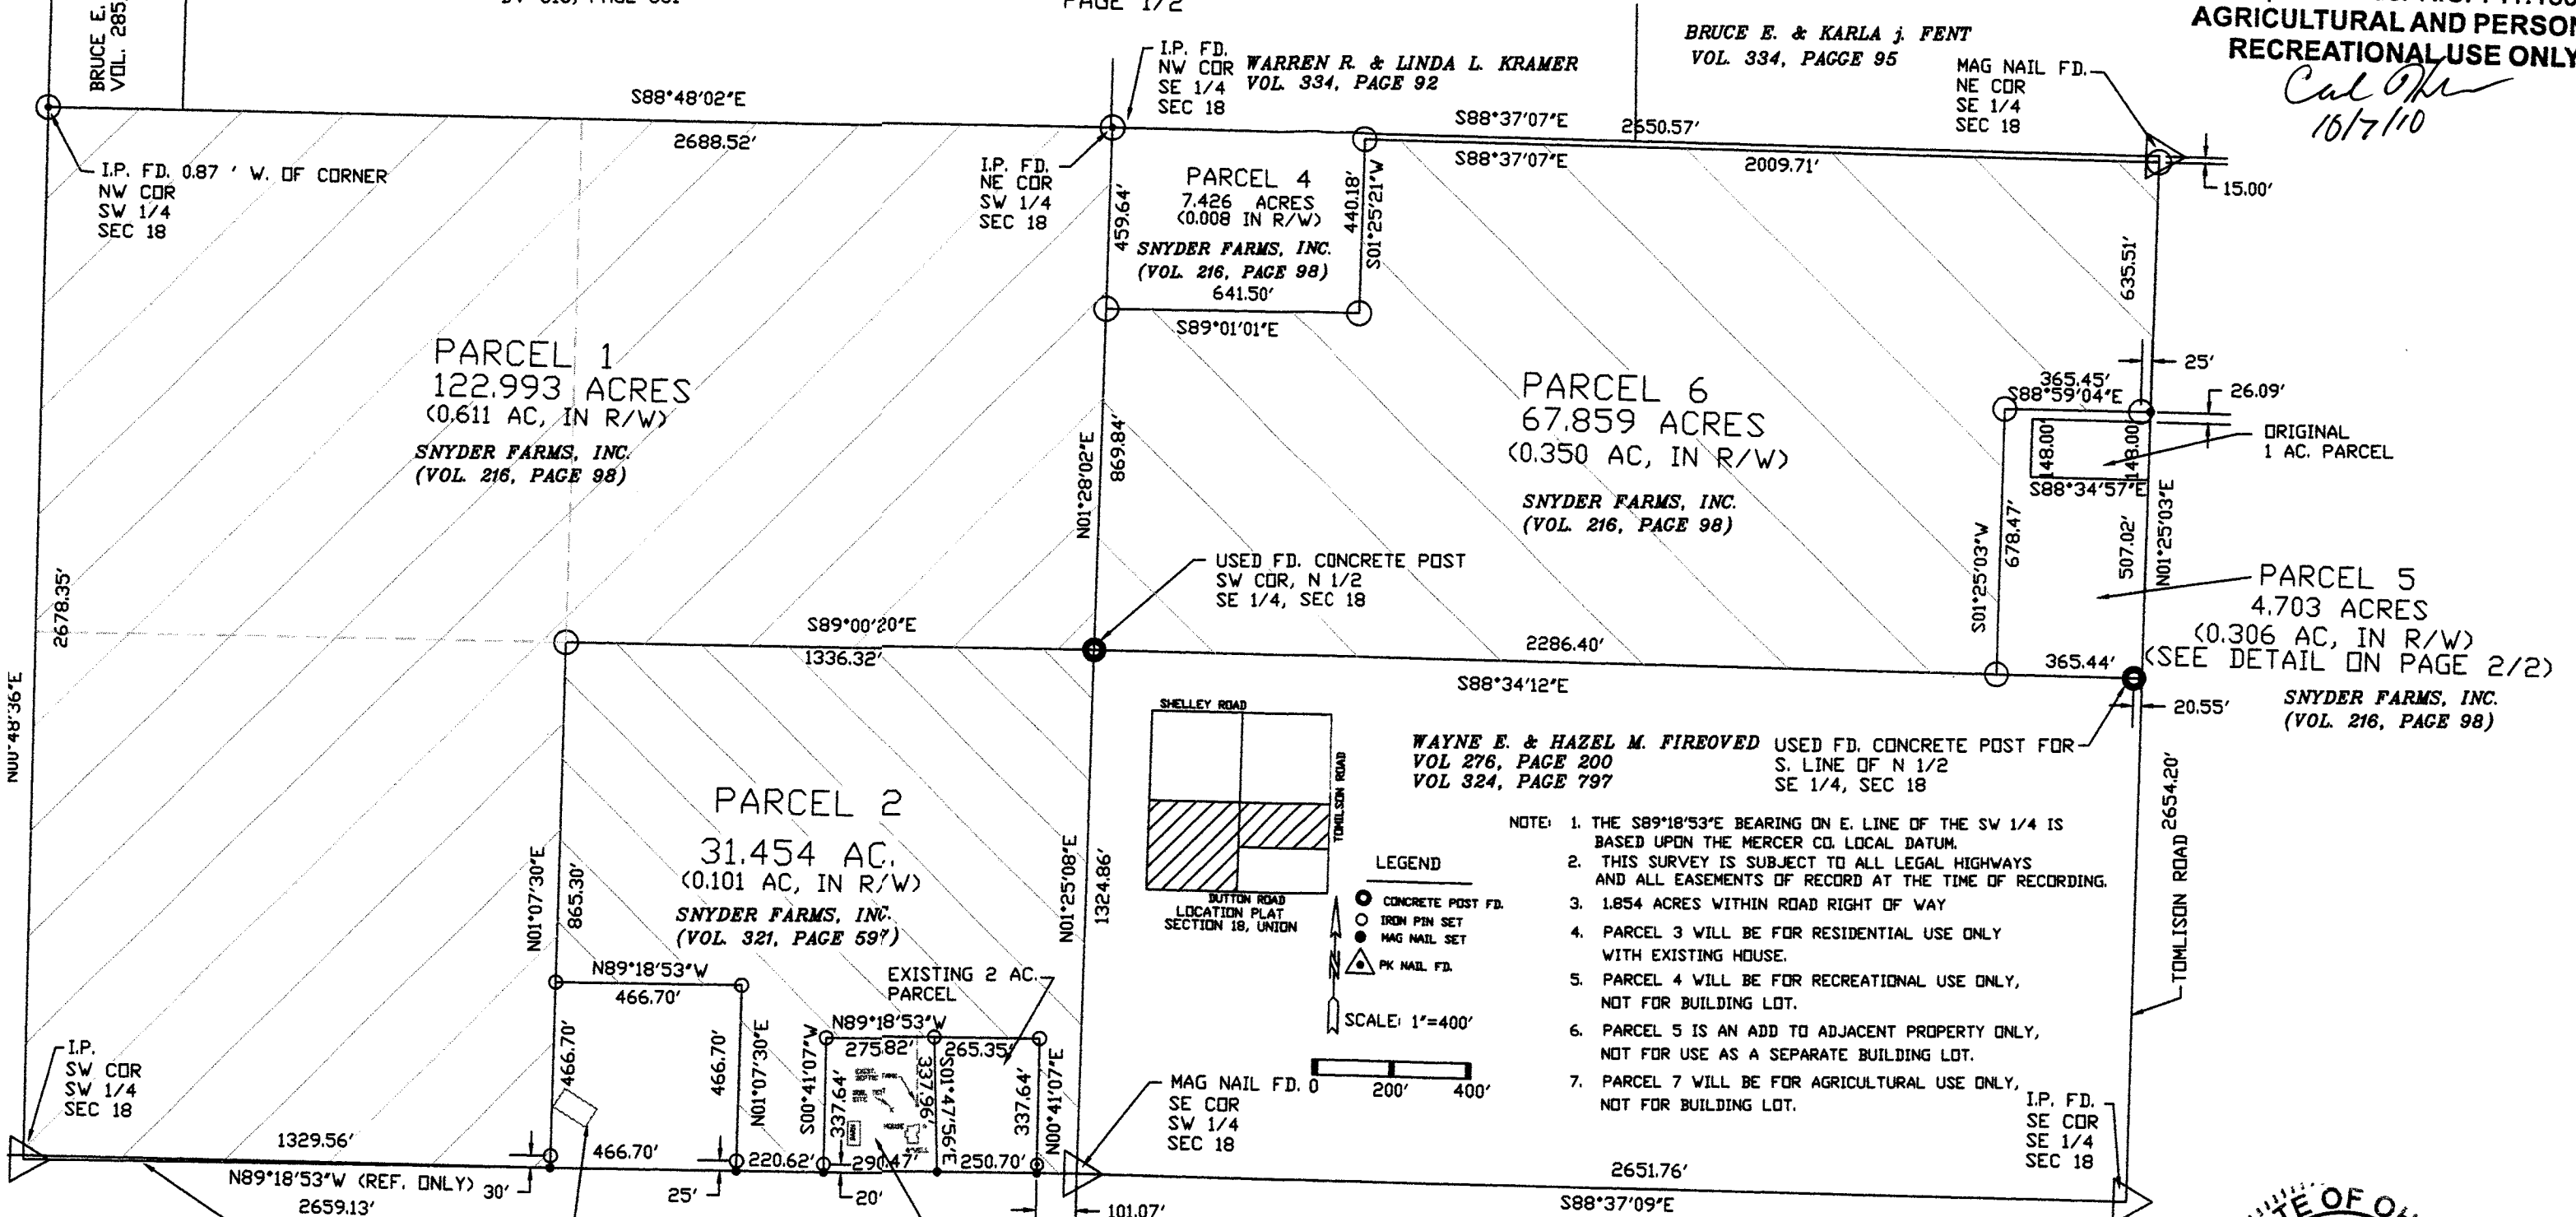 PAGE 1/2
BRUCE E.
VOL. 285,
BRUCE E. & KARLA j. FENT
VOL. 334, PAGGE 95
AGRICULTURAL AND PERSON
RECREATIONAL USE ONLY
10/7/10
I.P. FD.
NW COR
SE 1/4
SEC 18
WARREN R. & LINDA L. KRAMER
VOL. 334, PAGE 92
MAG NAIL FD.
NE COR
SE 1/4
SEC 18
S88°48'02"E
2688.52'
S88°37'07"E
2650.57'
S88°37'07"E
2009.71'
15.00'
I.P. FD. 0.87 ' W. OF CORNER
NW COR
SW 1/4
SEC 18
I.P. FD.
NE COR
SW 1/4
SEC 18
459.64'
PARCEL 4
7.426 ACRES
(0.008 IN R/W)
SNYDER FARMS, INC.
(VOL. 216, PAGE 98)
641.50'
S89°01'01"E
440.18'
S01°25'21"W
635.51'
PARCEL 1
122.993 ACRES
(0.611 AC, IN R/W)
SNYDER FARMS, INC.
(VOL. 216, PAGE 98)
N01°28'02"E
869.84'
PARCEL 6
67.859 ACRES
(0.350 AC, IN R/W)
SNYDER FARMS, INC.
(VOL. 216, PAGE 98)
25'
365.45'
S88°59'04"E
26.09'
148.00'
148.00'
ORIGINAL
1 AC. PARCEL
S88°34'57"E
S01°25'03"W
678.47'
507.02'
N01°25'03"E
PARCEL 5
4.703 ACRES
(0.306 AC, IN R/W)
(SEE DETAIL ON PAGE 2/2)
SNYDER FARMS, INC.
(VOL. 216, PAGE 98)
USED FD. CONCRETE POST
SW COR, N 1/2
SE 1/4, SEC 18
2678.35'
N00°48'36"E
S89°00'20"E
1336.32'
2286.40'
S88°34'12"E
365.44'
20.55'
SHELLEY ROAD
TOMLISON ROAD
BUTTON ROAD
LOCATION PLAT
SECTION 18, UNION
WAYNE E. & HAZEL M. FIREOVED
VOL 276, PAGE 200
VOL 324, PAGE 797
USED FD. CONCRETE POST FOR
S. LINE OF N 1/2
SE 1/4, SEC 18
PARCEL 2
31.454 AC.
(0.101 AC, IN R/W)
SNYDER FARMS, INC.
(VOL. 321, PAGE 597)
N01°07'30"E
865.30'
N01°25'08"E
1324.86'
LEGEND
CONCRETE POST FD.
IRON PIN SET
MAG NAIL SET
PK NAIL FD.
SCALE: 1"=400'
0 200' 400'
NOTE: 1. THE S89°18'53"E BEARING ON E. LINE OF THE SW 1/4 IS
BASED UPON THE MERCER CO. LOCAL DATUM.
2. THIS SURVEY IS SUBJECT TO ALL LEGAL HIGHWAYS
AND ALL EASEMENTS OF RECORD AT THE TIME OF RECORDING.
3. 1.854 ACRES WITHIN ROAD RIGHT OF WAY
4. PARCEL 3 WILL BE FOR RESIDENTIAL USE ONLY
WITH EXISTING HOUSE.
5. PARCEL 4 WILL BE FOR RECREATIONAL USE ONLY,
NOT FOR BUILDING LOT.
6. PARCEL 5 IS AN ADD TO ADJACENT PROPERTY ONLY,
NOT FOR USE AS A SEPARATE BUILDING LOT.
7. PARCEL 7 WILL BE FOR AGRICULTURAL USE ONLY,
NOT FOR BUILDING LOT.
TOMLISON ROAD
2654.20'
N89°18'53"W
466.70'
466.70'
466.70'
N01°07'30"E
EXISTING 2 AC.
PARCEL
N89°18'53"W
275.82'
265.35'
S00°41'07"W
337.64'
337.96'
S01°47'56"E
337.64'
N00°41'07"E
BARN
HOUSE
I.P.
SW COR
SW 1/4
SEC 18
MAG NAIL FD.
SE COR
SW 1/4
SEC 18
I.P. FD.
SE COR
SE 1/4
SEC 18
1329.56'
466.70'
220.62'
290.47'
250.70'
N89°18'53"W (REF. ONLY)
2659.13'
30'
25'
20'
101.07'
2651.76'
S88°37'09"E